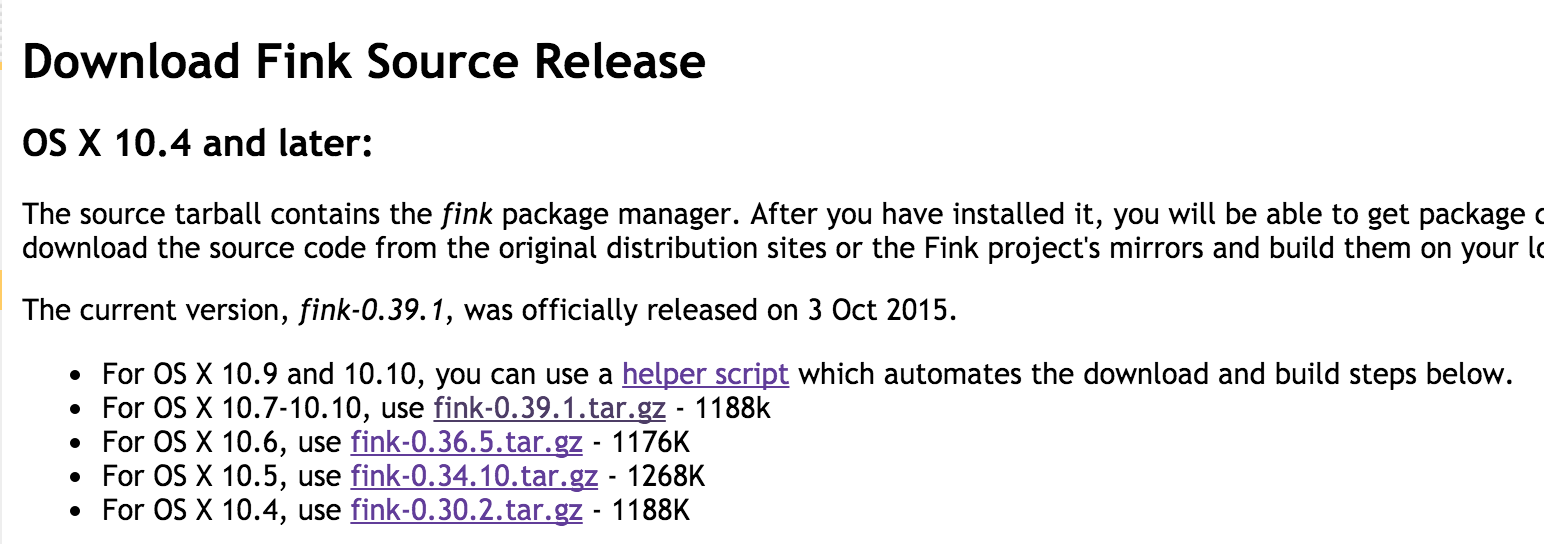 Download Fink Source Release
OS X 10.4 and later:
The source tarball contains the fink package manager. After you have installed it, you will be able to get package
download the source code from the original distribution sites or the Fink project's mirrors and build them on your
The current version, fink-0.39.1, was officially released on 3 Oct 2015.
• For OS X 10.9 and 10.10, you can use a helper script which automates the download and build steps below.
• For OS X 10.7-10.10, use fink-0.39.1.tar.gz - 1188k
• For OS X 10.6, use fink-0.36.5.tar.gz - 1176K
• For OS X 10.5, use fink-0.34.10.tar.gz - 1268K
• For OS X 10.4, use fink-0.30.2.tar.gz - 1188K